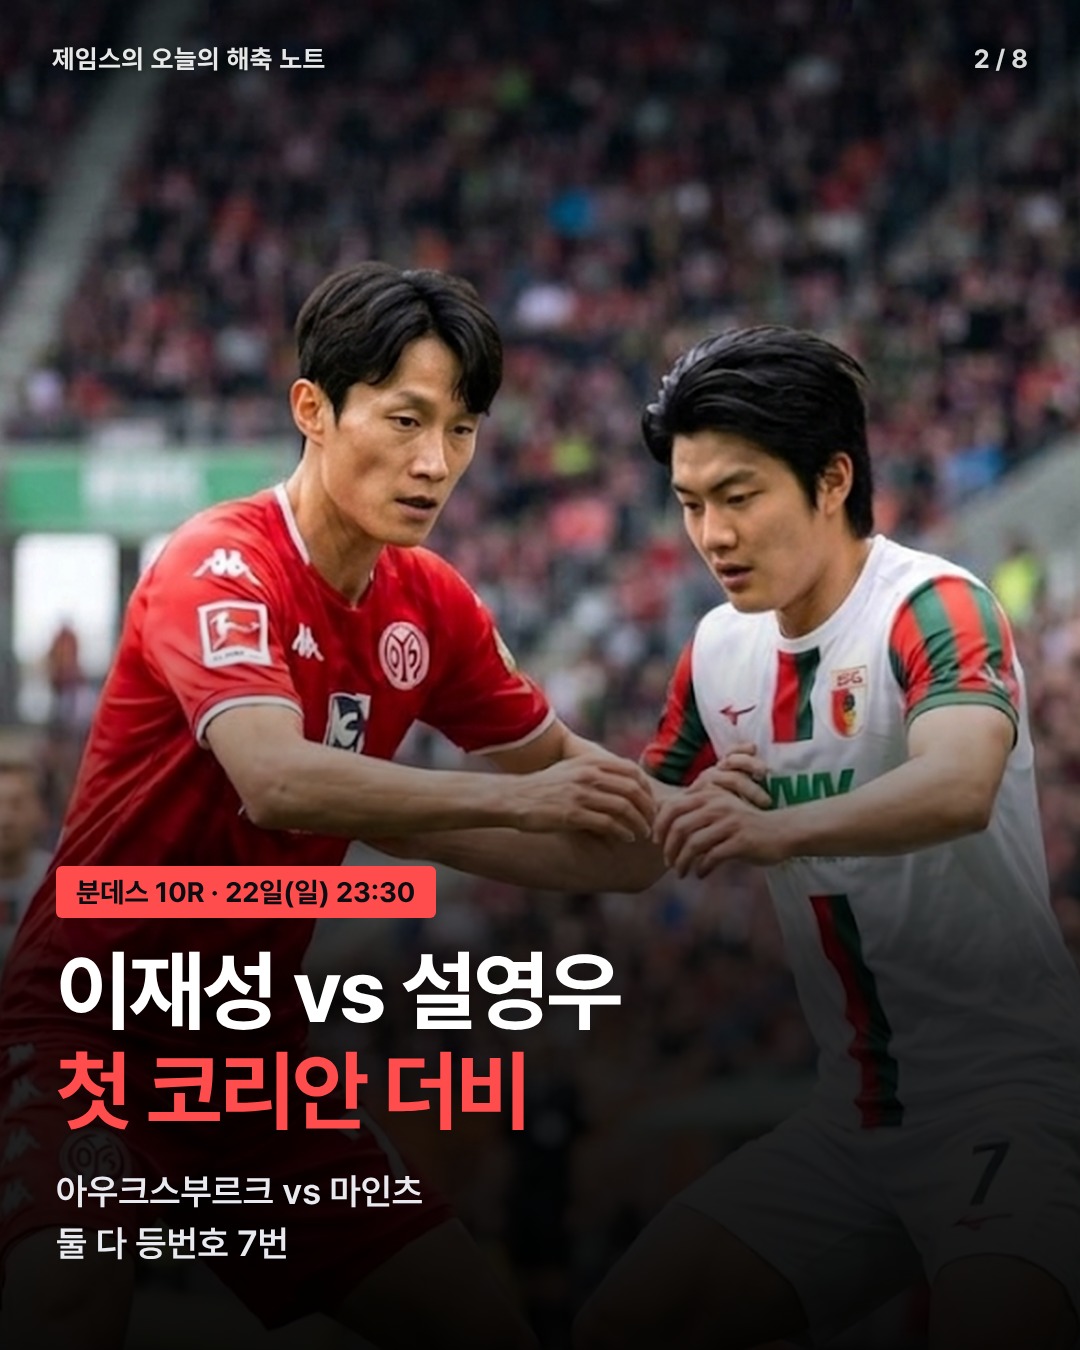 제임스의 오늘의 해축 노트
2 / 8
WWK
분데스 10R · 22일(일) 23:30
이재성 vs 설영우
첫 코리안 더비
7
아우크스부르크 vs 마인츠
둘 다 등번호 7번